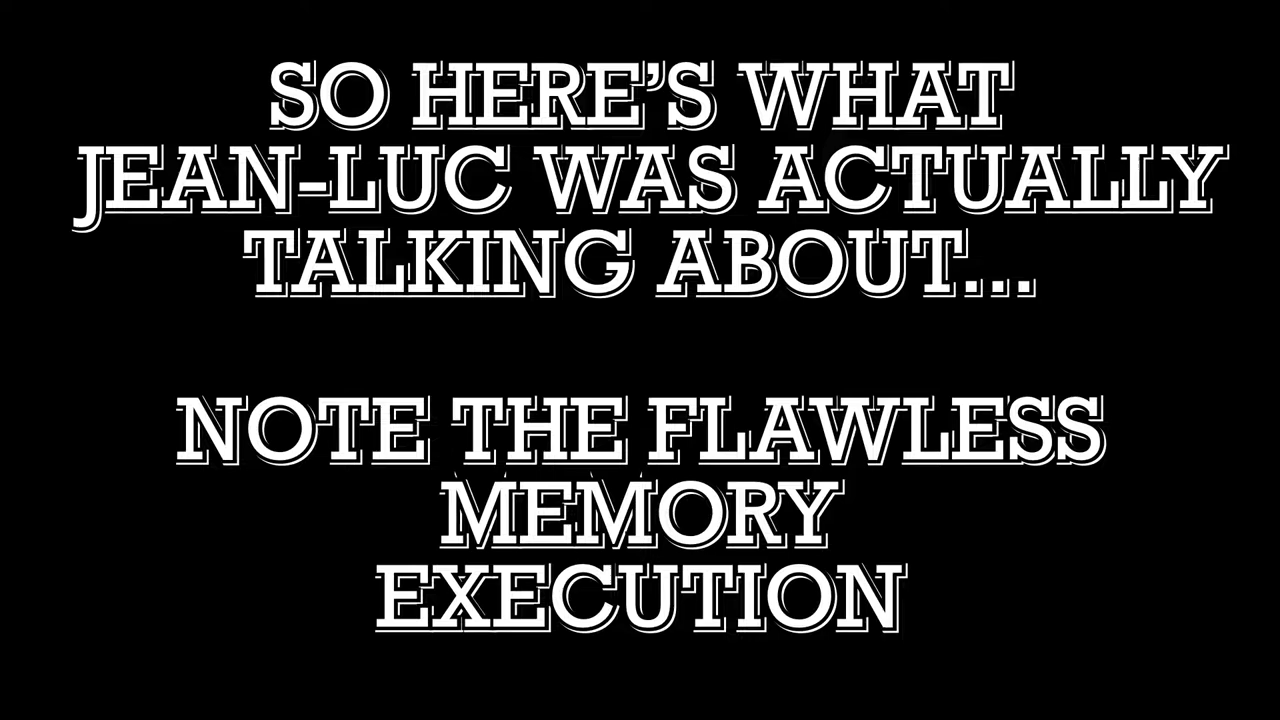 SO HERE’S WHAT
JEAN-LUC WAS ACTUALLY
TALKING ABOUT...
NOTE THE FLAWLESS
MEMORY
EXECUTION